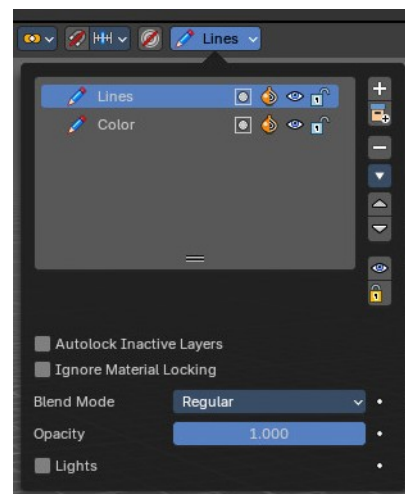 Lines
Lines
Color
Autolock Inactive Layers
Ignore Material Locking
Blend Mode Regular
Opacity 1.000
Lights